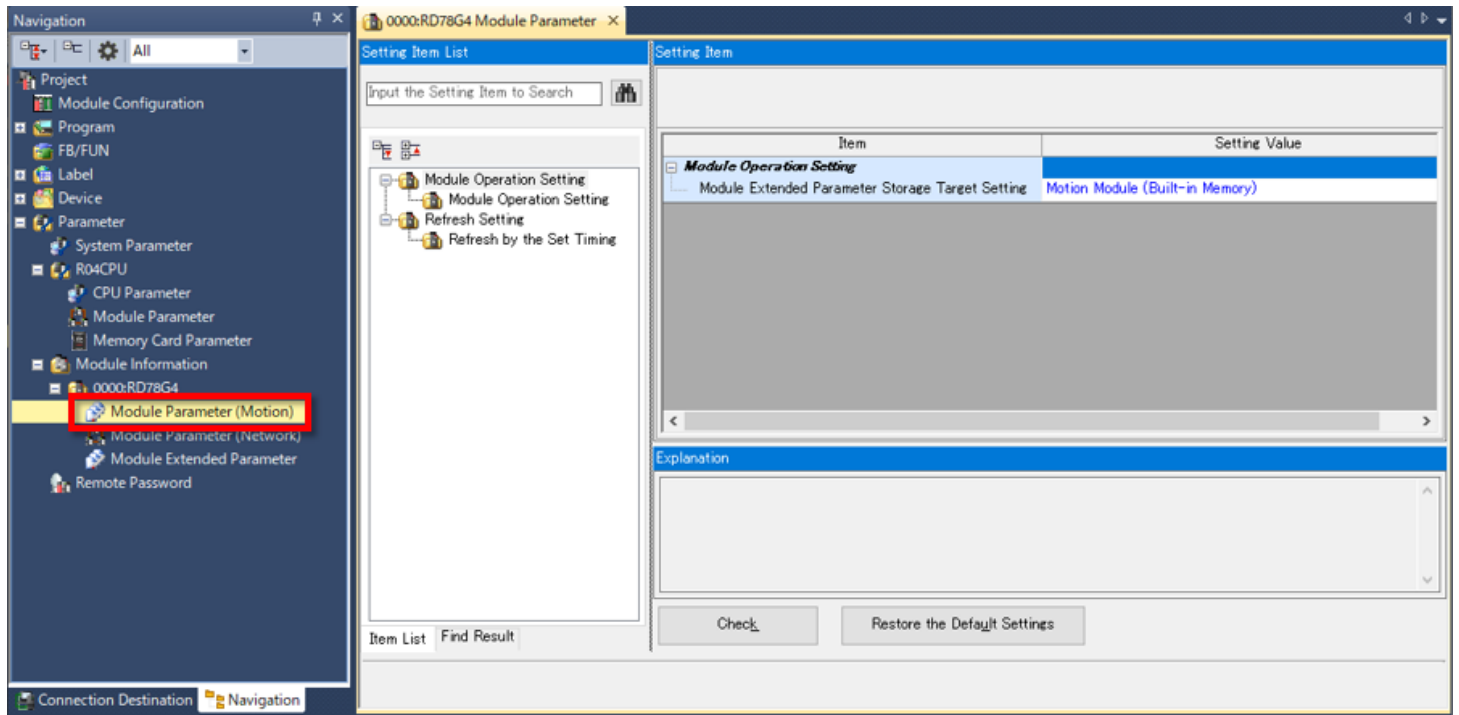 Navigation
All
Project
Module Configuration
Program
FB/FUN
Label
Device
Parameter
System Parameter
R04CPU
CPU Parameter
Module Parameter
Memory Card Parameter
Module Information
0000:RD78G4
Module Parameter (Motion)
Module Parameter (Network)
Module Extended Parameter
Remote Password
Connection Destination
Navigation
0000:RD78G4 Module Parameter
Setting Item List
Input the Setting Item to Search
Module Operation Setting
Module Operation Setting
Refresh Setting
Refresh by the Set Timing
Item List
Find Result
Setting Item
Item Setting Value
Module Operation Setting
Module Extended Parameter Storage Target Setting Motion Module (Built-in Memory)
Explanation
Check
Restore the Default Settings